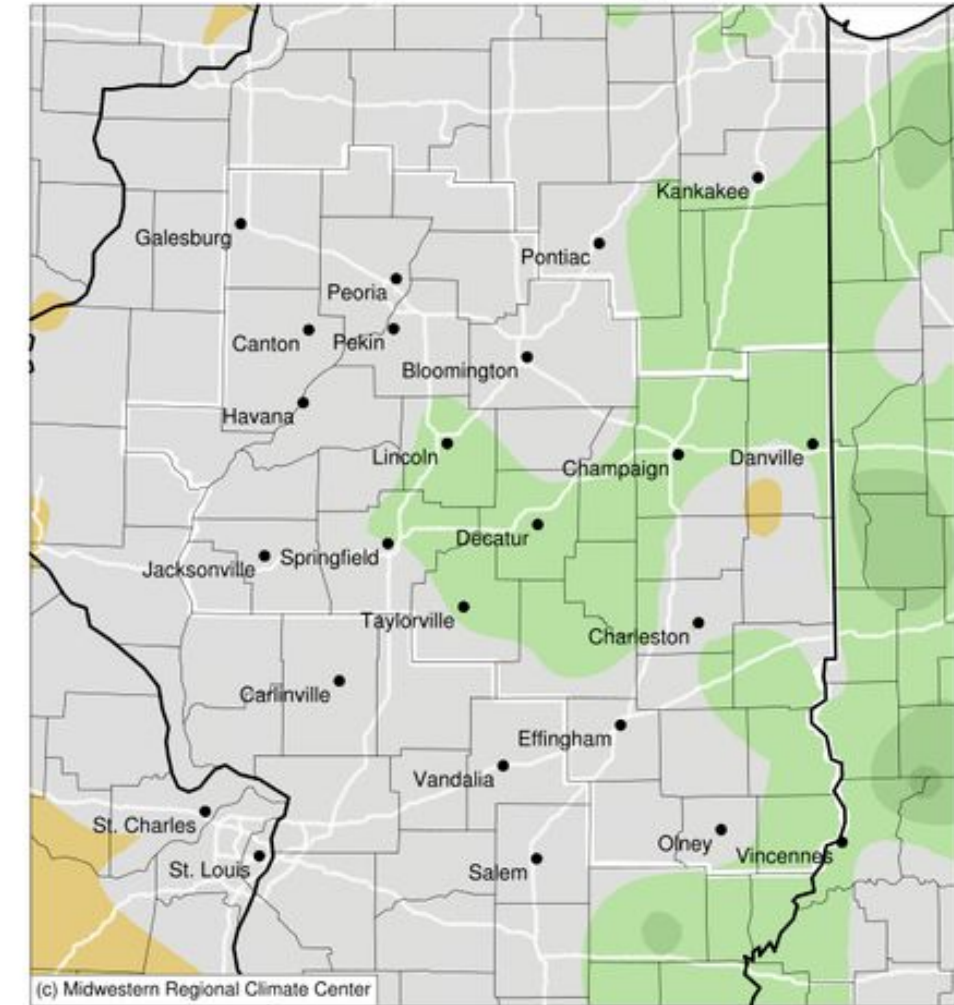 Kankakee
Galesburg
Pontiac
Peoria
Canton
Pekin
Bloomington
Havana
Lincoln
Champaign
Danville
Decatur
Springfield
Jacksonville
Taylorville
Charleston
Carlinville
Effingham
Vandalia
St. Charles
Olney
Vincennes
St. Louis
Salem
(c) Midwestern Regional Climate Center